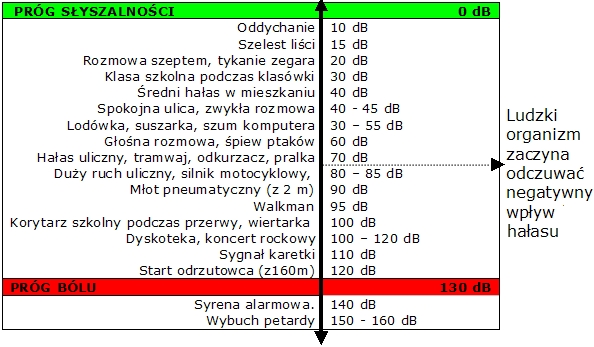 PRÓG SŁYSZALNOŚCI 0 dB
Oddychanie 10 dB
Szelest liści 15 dB
Rozmowa szeptem, tykanie zegara 20 dB
Klasa szkolna podczas klasówki 30 dB
Średni hałas w mieszkaniu 40 dB
Spokojna ulica, zwykła rozmowa 40 - 45 dB
Lodówka, suszarka, szum komputera 30 – 55 dB
Głośna rozmowa, śpiew ptaków 60 dB
Hałas uliczny, tramwaj, odkurzacz, pralka 70 dB
Duży ruch uliczny, silnik motocyklowy, 80 – 85 dB
Młot pneumatyczny (z 2 m) 90 dB
Walkman 95 dB
Korytarz szkolny podczas przerwy, wiertarka 100 dB
Dyskoteka, koncert rockowy 100 – 120 dB
Sygnał karetki 110 dB
Start odrzutowca (z160m) 120 dB
PRÓG BÓLU 130 dB
Syrena alarmowa. 140 dB
Wybuch petardy 150 - 160 dB
Ludzki
organizm
zaczyna
odczuwać
negatywny
wpływ
hałasu